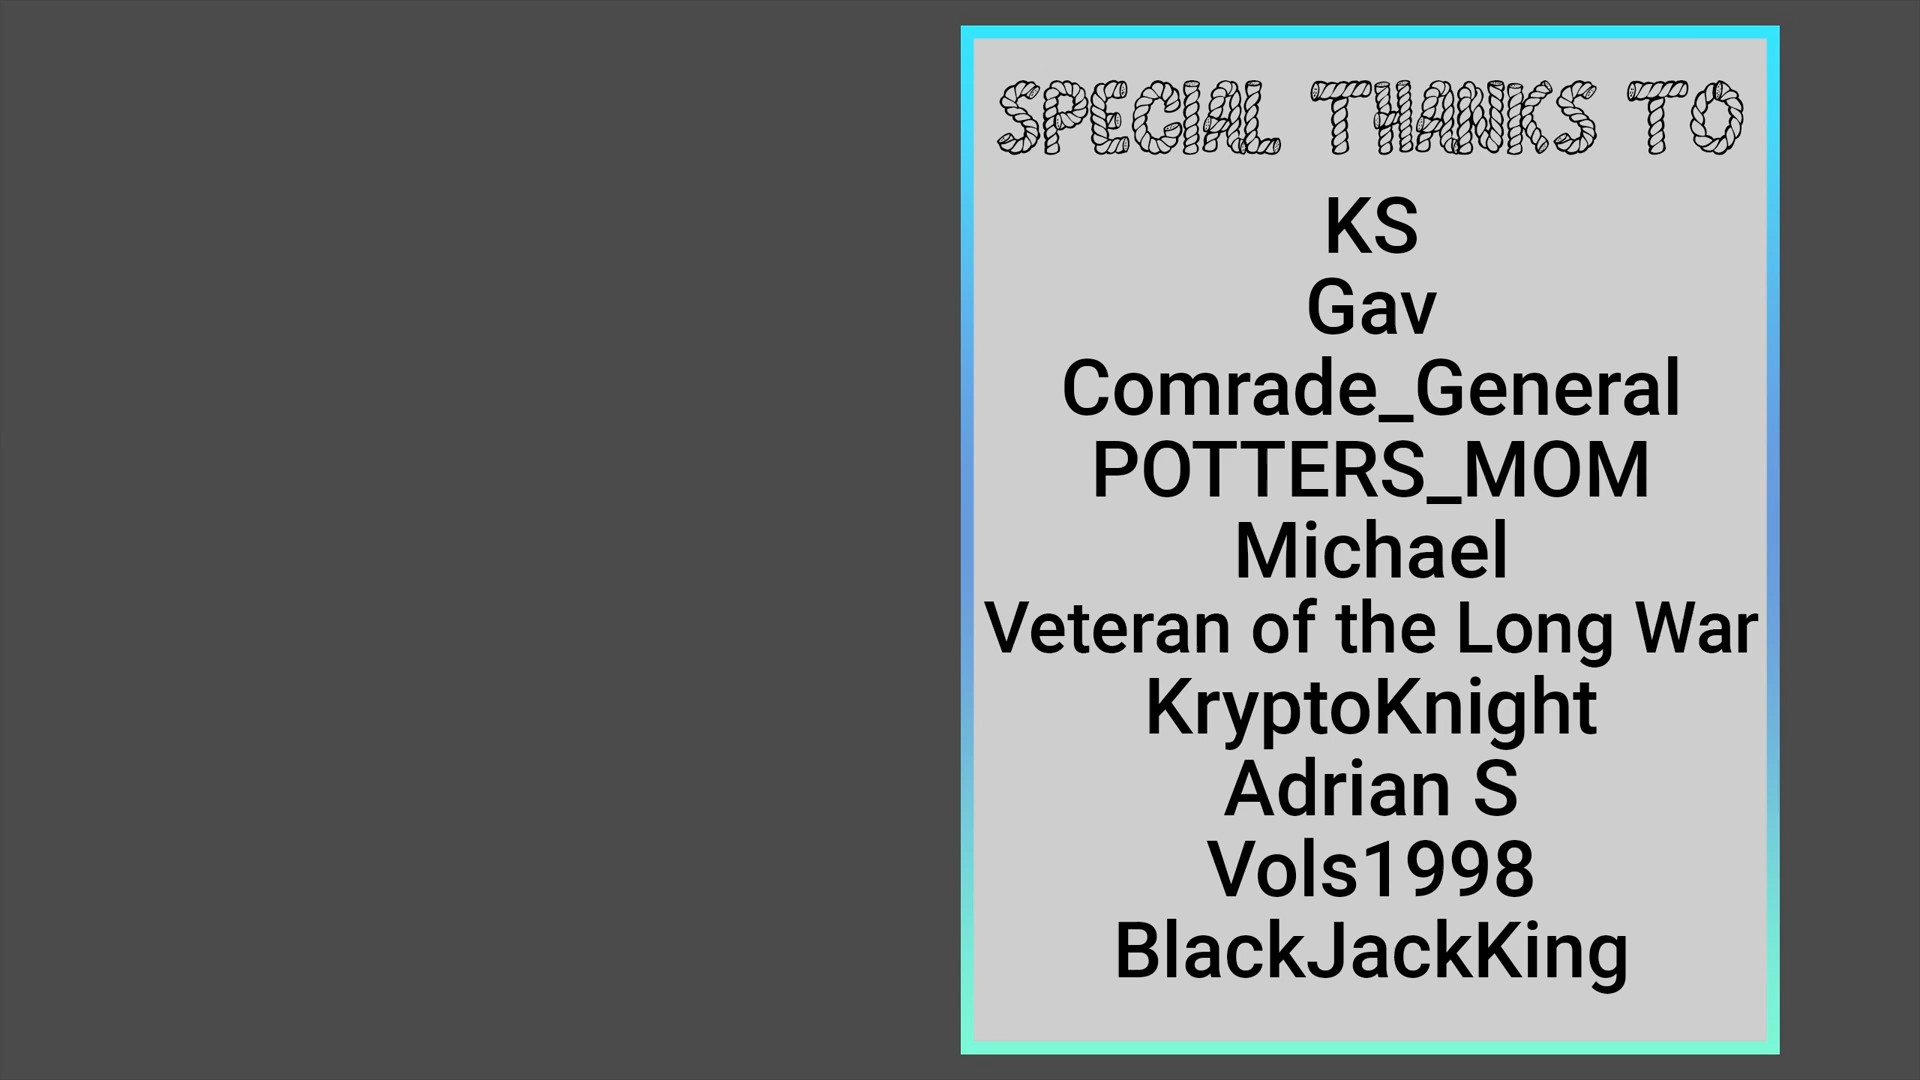 SPECIAL THANKS TO
KS
Gav
Comrade_General
POTTERS_MOM
Michael
Veteran of the Long War
KryptoKnight
Adrian S
Vols1998
BlackJackKing